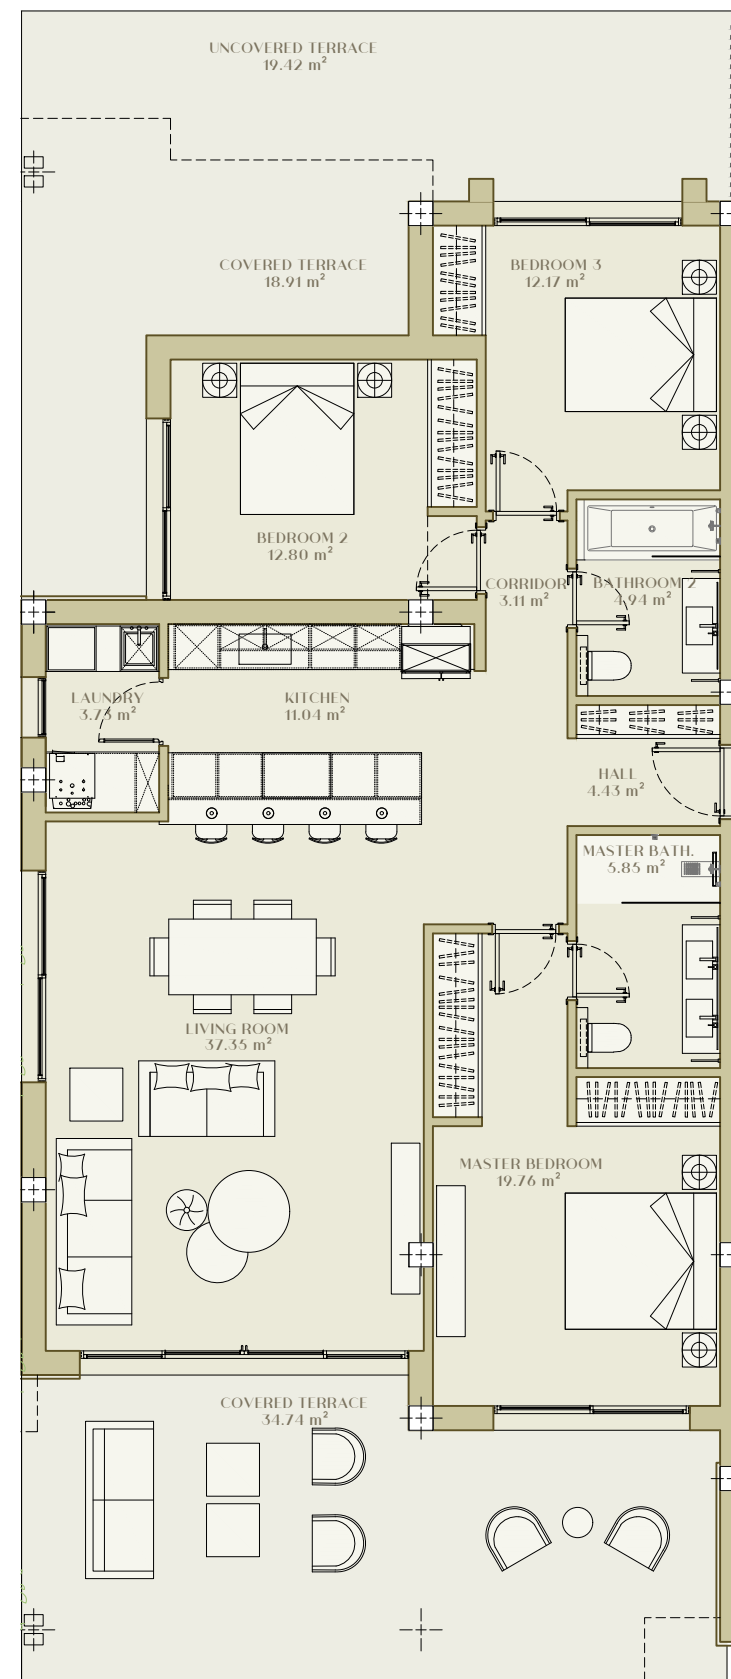 UNCOVERED TERRACE
19.42 m²
COVERED TERRACE
18.91 m²
BEDROOM 3
12.17 m²
BEDROOM 2
12.80 m²
CORRIDOR
3.11 m²
BATHROOM 2
4.94 m²
LAUNDRY
3.73 m²
KITCHEN
11.04 m²
HALL
4.43 m²
MASTER BATH.
5.85 m²
LIVING ROOM
37.35 m²
MASTER BEDROOM
19.76 m²
COVERED TERRACE
34.74 m²